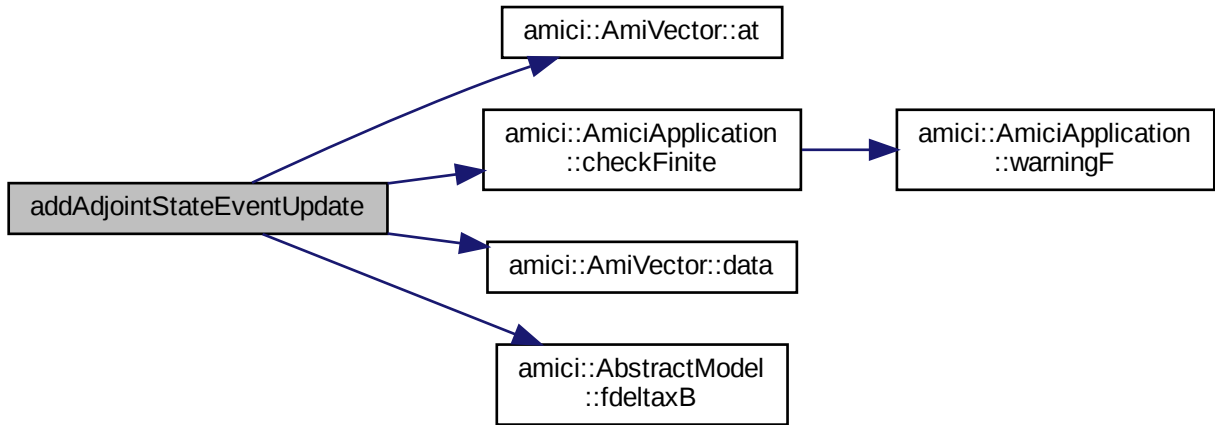 amici::AmiVector::at
amici::AmiciApplication
::checkFinite
amici::AmiciApplication
::warningF
addAdjointStateEventUpdate
amici::AmiVector::data
amici::AbstractModel
::fdeltaxB